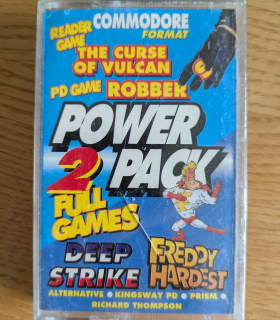 READER
GAME
COMMODORE
FORMAT
THE CURSE
OF VULCAN
PD GAME ROBBEK
POWER
2 PACK
FULL
GAMES
DEEP
STRIKE
FREDDY
HARDEST
ALTERNATIVE • KINGSWAY PD • PRISM •
RICHARD THOMPSON